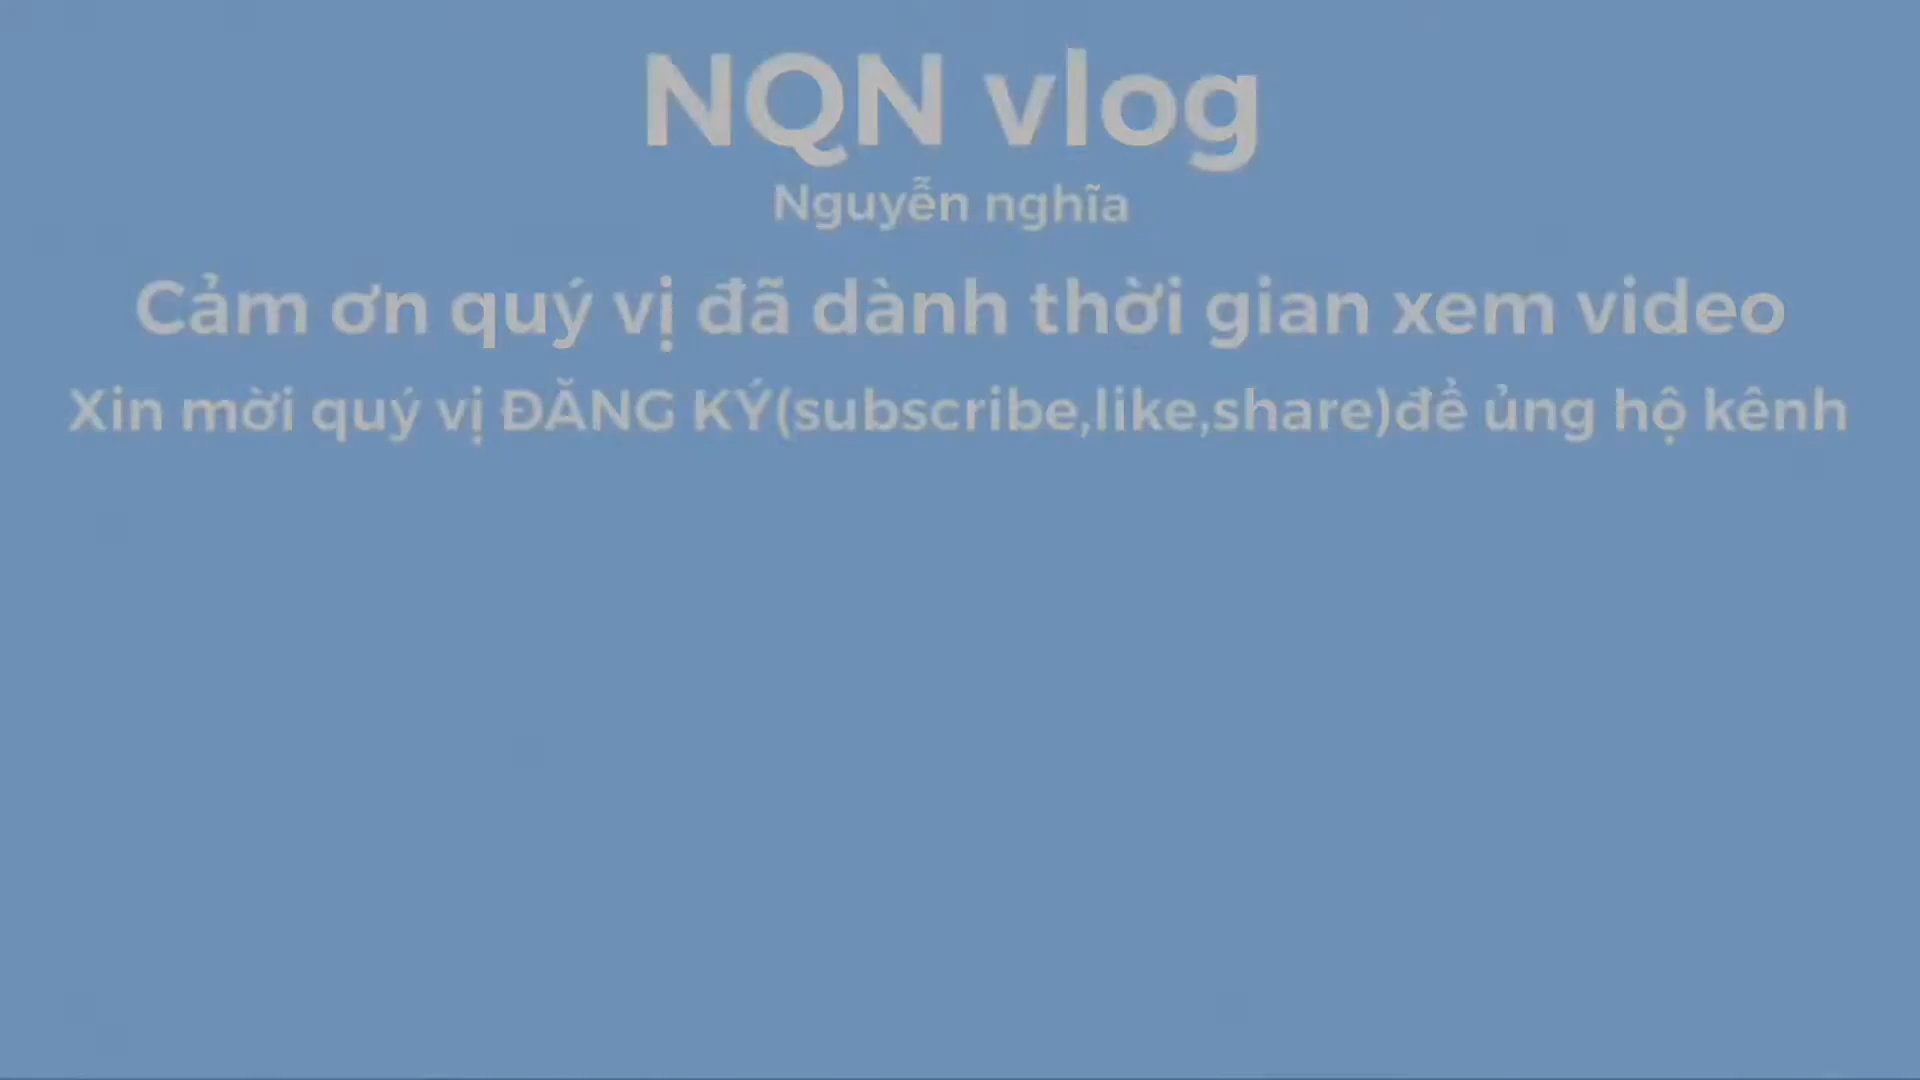 NQN vlog
Nguyễn nghĩa
Cảm ơn quý vị đã dành thời gian xem video
Xin mời quý vị ĐĂNG KÝ(subscribe,like,share)để ủng hộ kênh